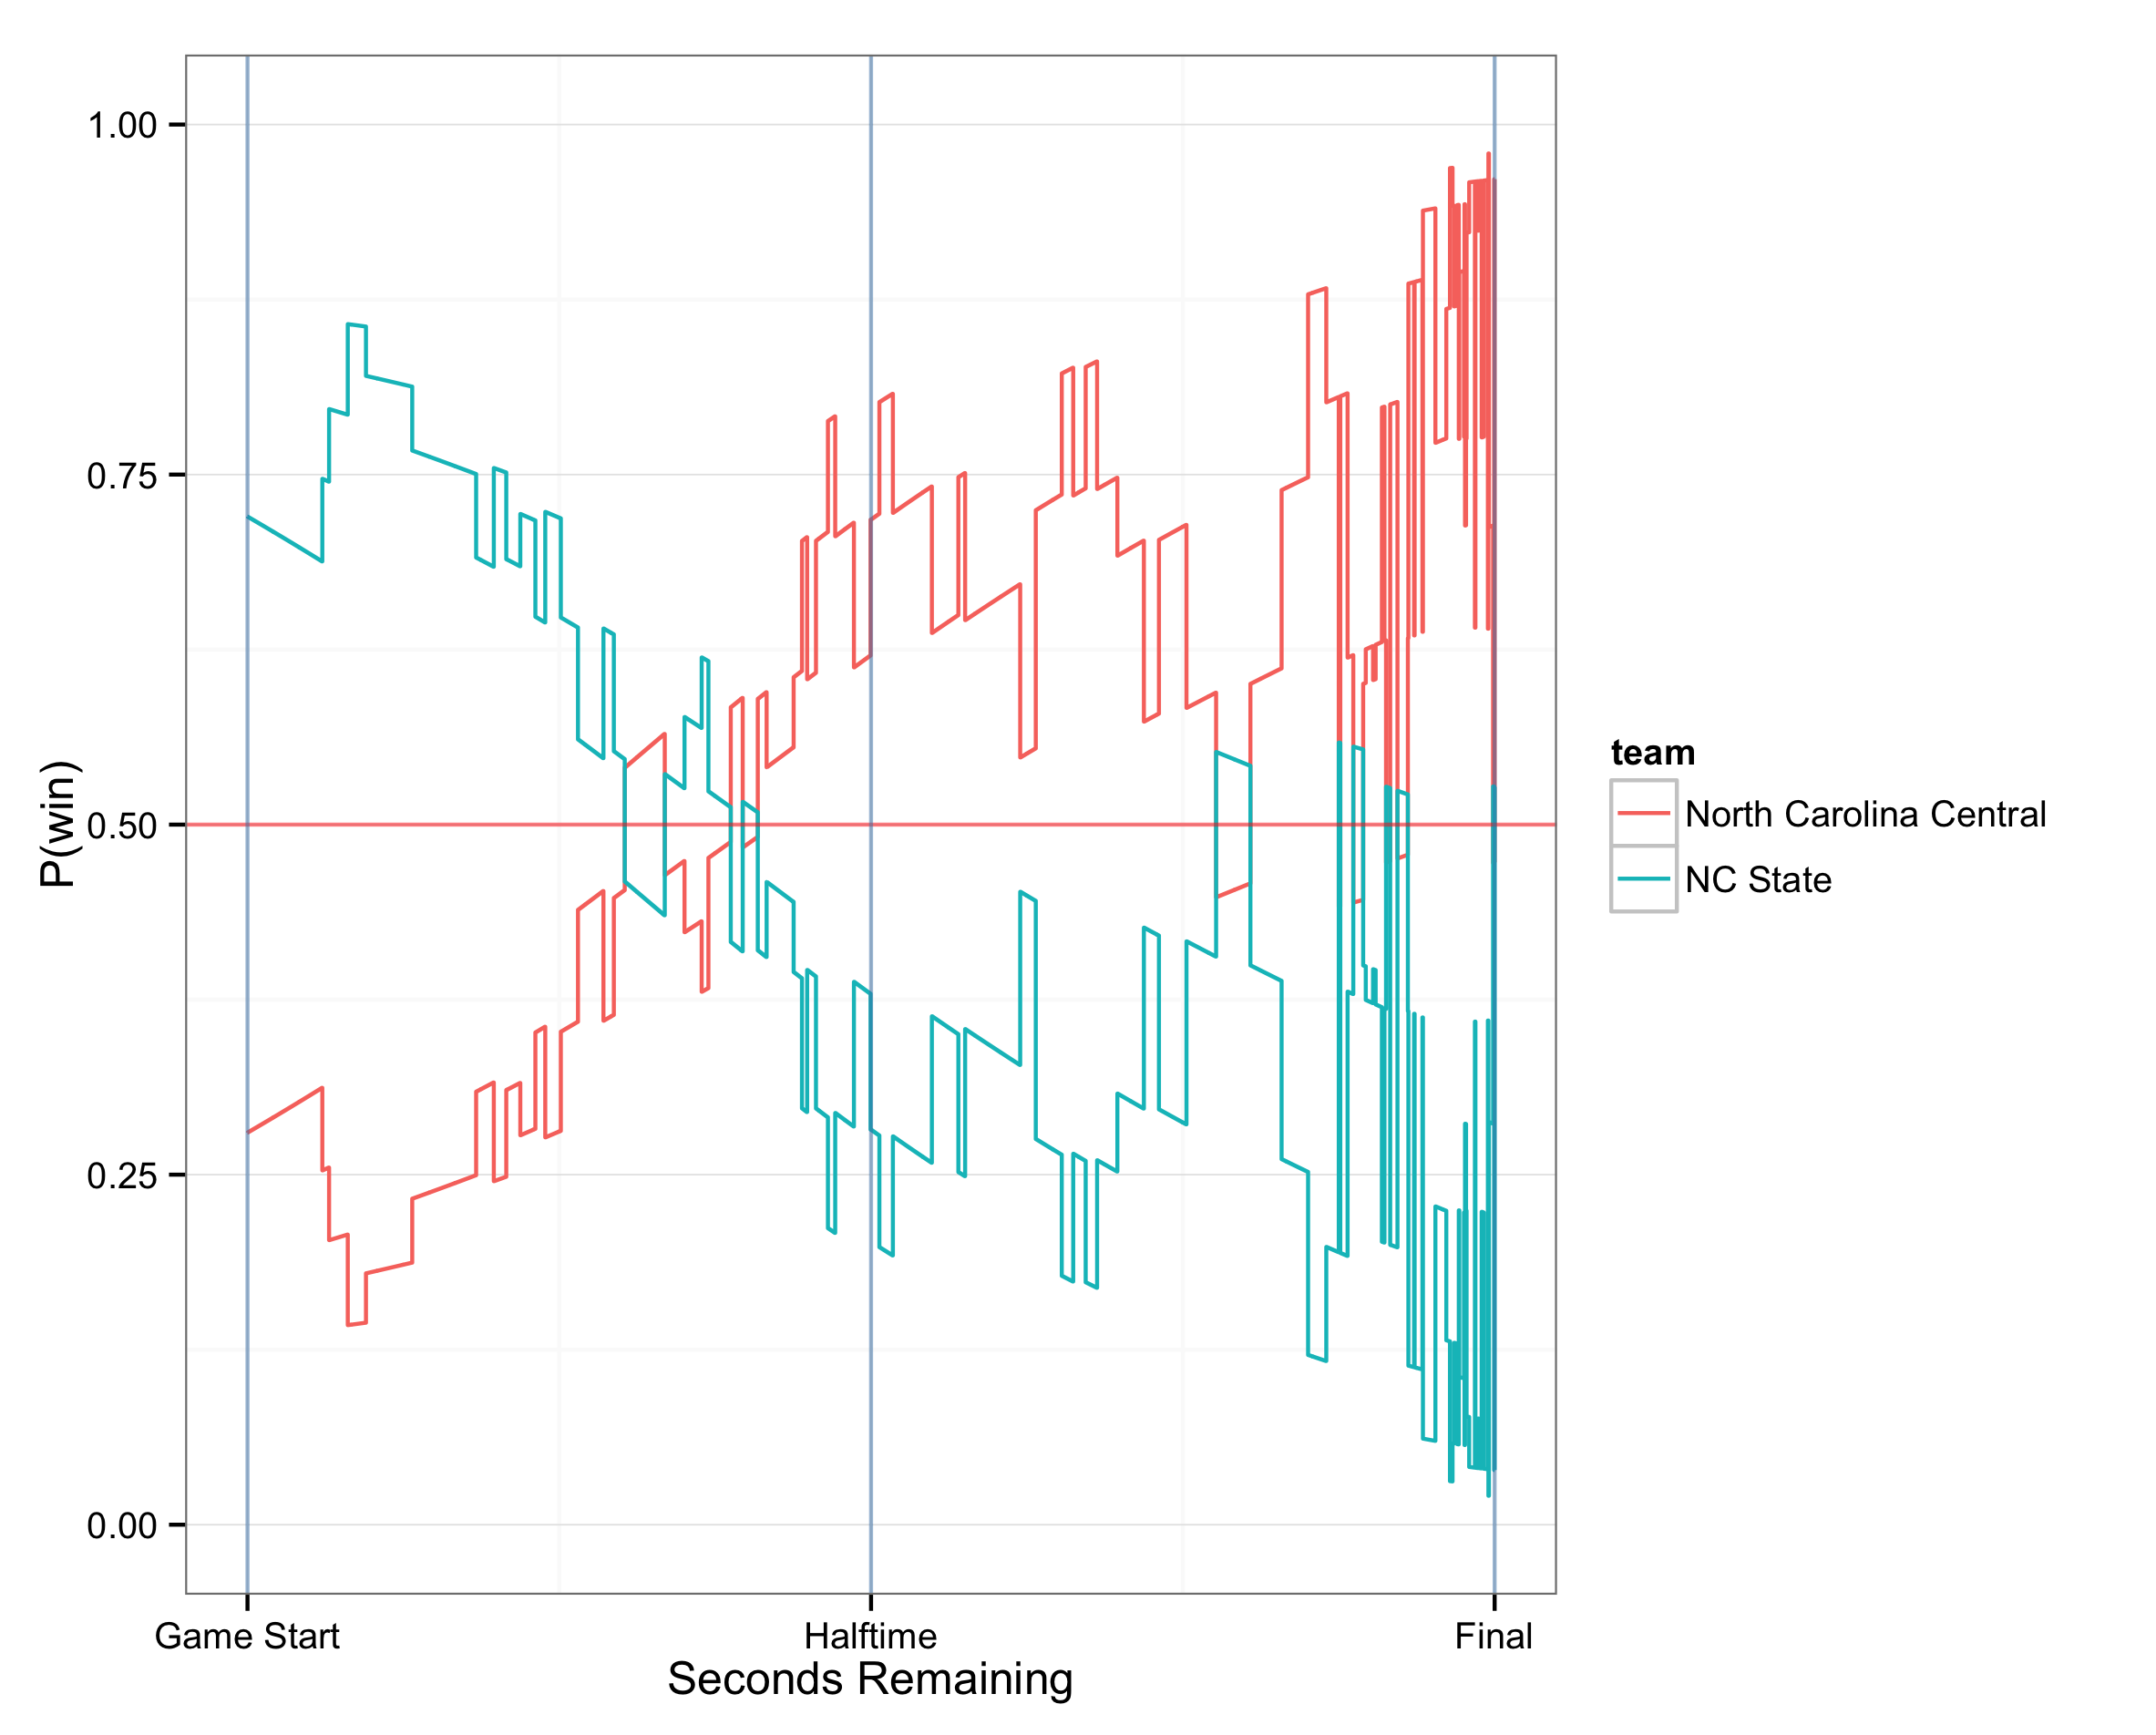 1.00
0.75
0.50
0.25
0.00
P(win)
Game Start
Halftime
Final
Seconds Remaining
team
North Carolina Central
NC State